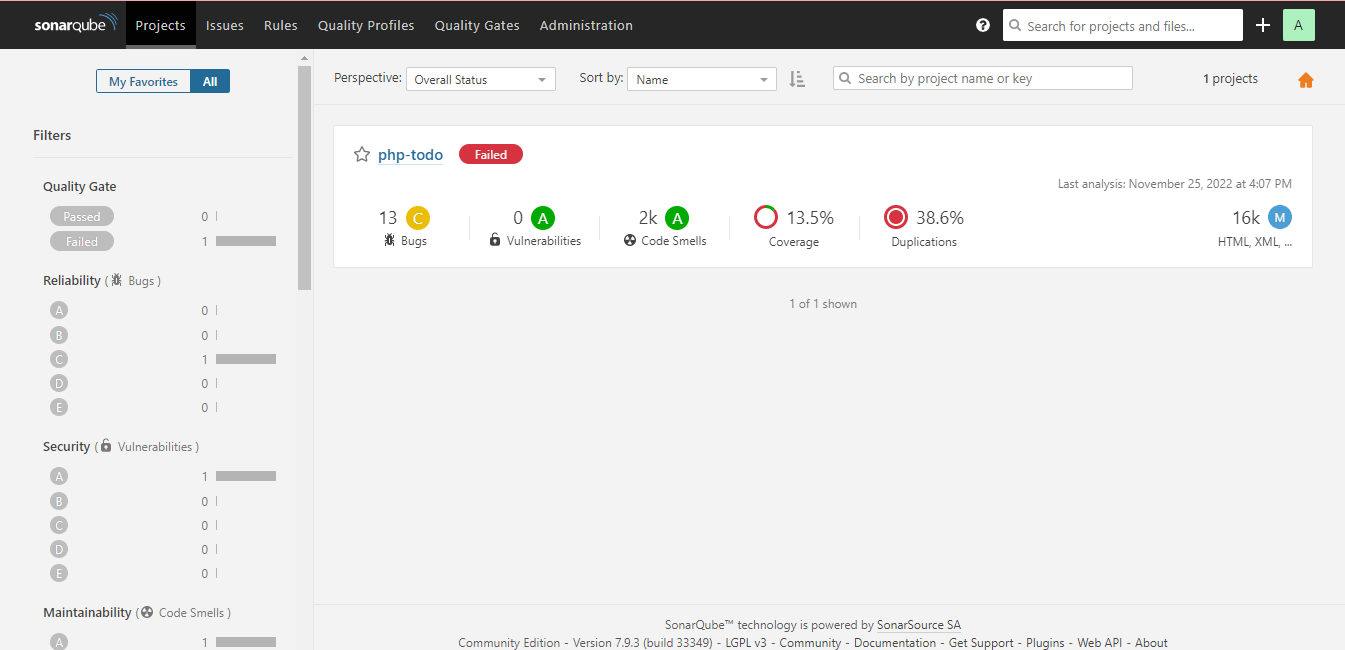 sonarqube Projects Issues Rules Quality Profiles Quality Gates Administration ? Search for projects and files... + A
My Favorites All
Perspective: Overall Status Sort by: Name Search by project name or key 1 projects
Filters
Quality Gate
Passed 0
Failed 1
Reliability ( Bugs )
A 0
B 0
C 1
D 0
E 0
Security ( Vulnerabilities )
A 1
B 0
C 0
D 0
E 0
Maintainability ( Code Smells )
A 1
php-todo Failed
Last analysis: November 25, 2022 at 4:07 PM
13 C 0 A 2k A 13.5% 38.6% 16k M
Bugs Vulnerabilities Code Smells Coverage Duplications HTML, XML, ...
1 of 1 shown
SonarQube™ technology is powered by SonarSource SA
Community Edition - Version 7.9.3 (build 33349) - LGPL v3 - Community - Documentation - Get Support - Plugins - Web API - About